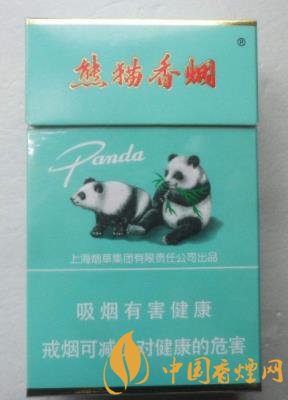 熊猫香烟
®
Panda
上海烟草集团有限责任公司出品
吸烟有害健康
戒烟可减少对健康的危害
中国香烟网